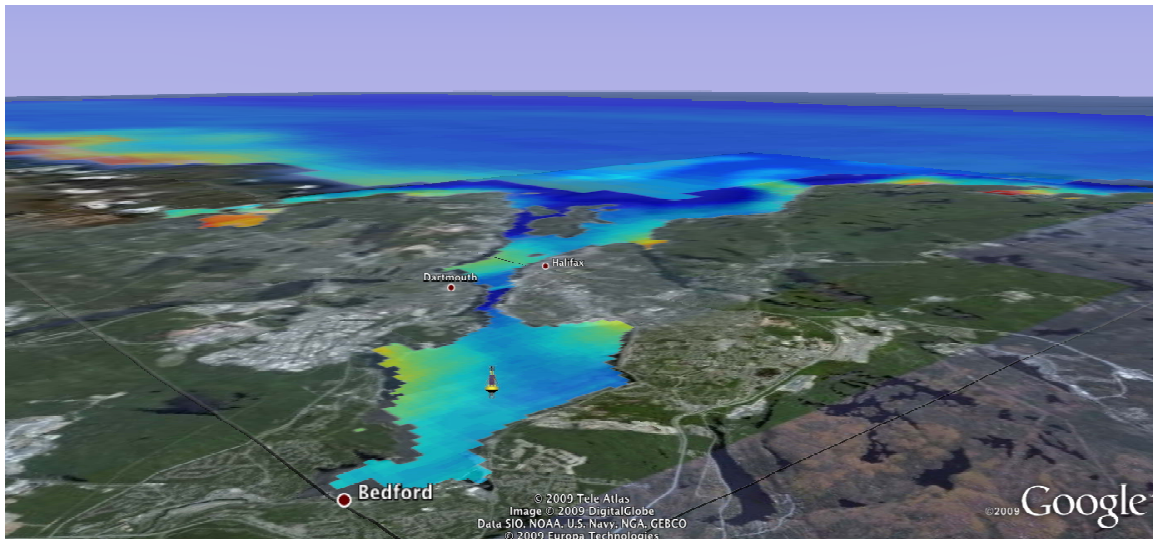 Halifax
Dartmouth
Bedford
© 2009 Tele Atlas
Image © 2009 DigitalGlobe
Data SIO, NOAA, U.S. Navy, NGA, GEBCO
© 2009 Europa Technologies
©2009 Google